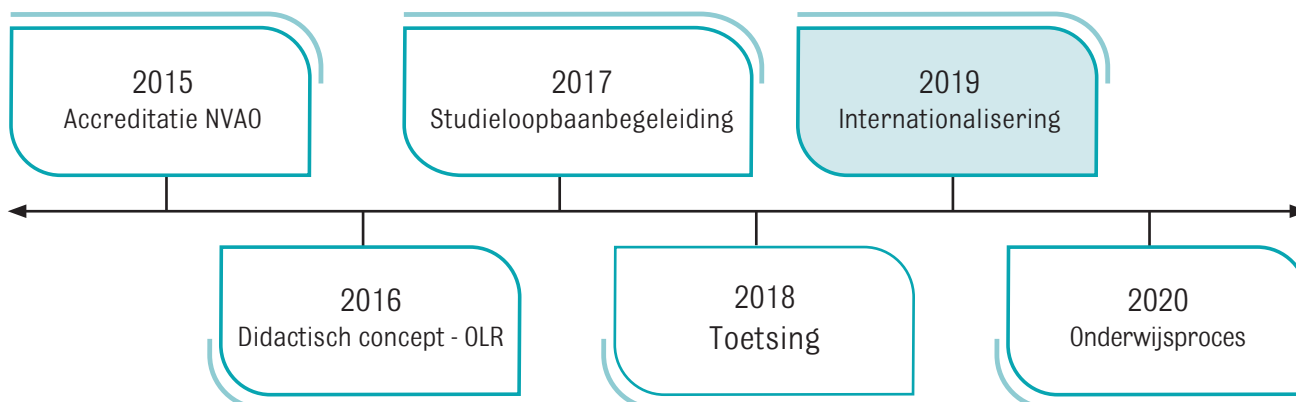 2015
Accreditatie NVAO
2017
Studieloopbaanbegeleiding
2019
Internationalisering
2016
Didactisch concept - OLR
2018
Toetsing
2020
Onderwijsproces